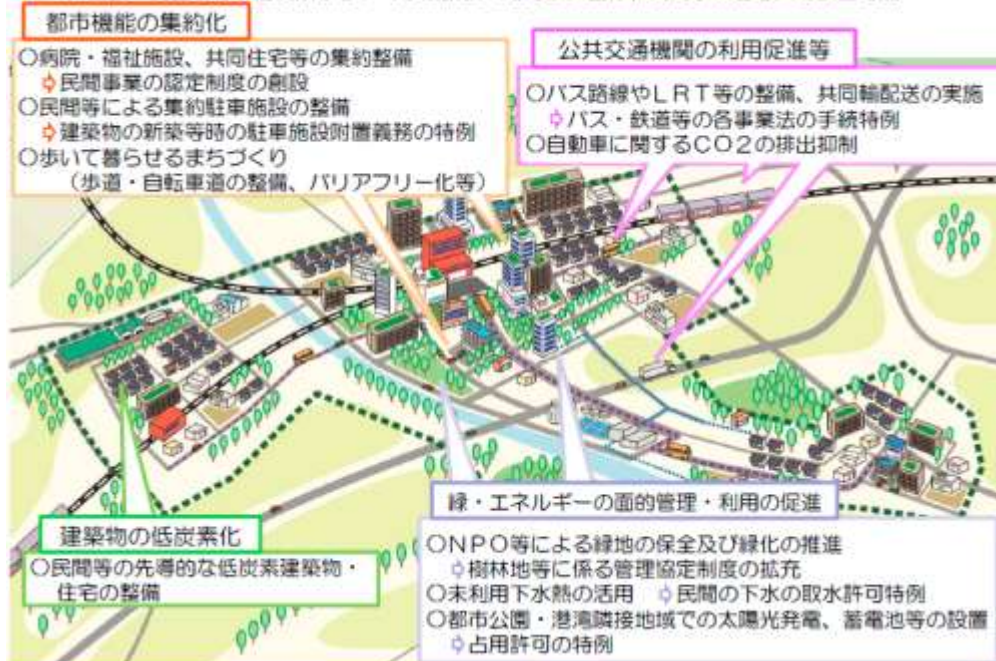 都市機能の集約化
○病院・福祉施設、共同住宅等の集約整備
⇨民間事業の認定制度の創設
○民間等による集約駐車施設の整備
⇨建築物の新築等時の駐車施設附置義務の特例
○歩いて暮らせるまちづくり
（歩道・自転車道の整備、バリアフリー化等）
公共交通機関の利用促進等
○バス路線やＬＲＴ等の整備、共同輸配送の実施
⇨バス・鉄道等の各事業法の手続特例
○自動車に関するＣＯ２の排出抑制
建築物の低炭素化
○民間等の先導的な低炭素建築物・
住宅の整備
緑・エネルギーの面的管理・利用の促進
○ＮＰＯ等による緑地の保全及び緑化の推進
⇨樹林地等に係る管理協定制度の拡充
○未利用下水熱の活用　⇨民間の下水の取水許可特例
○都市公園・港湾隣接地域での太陽光発電、蓄電池等の設置
⇨占用許可の特例